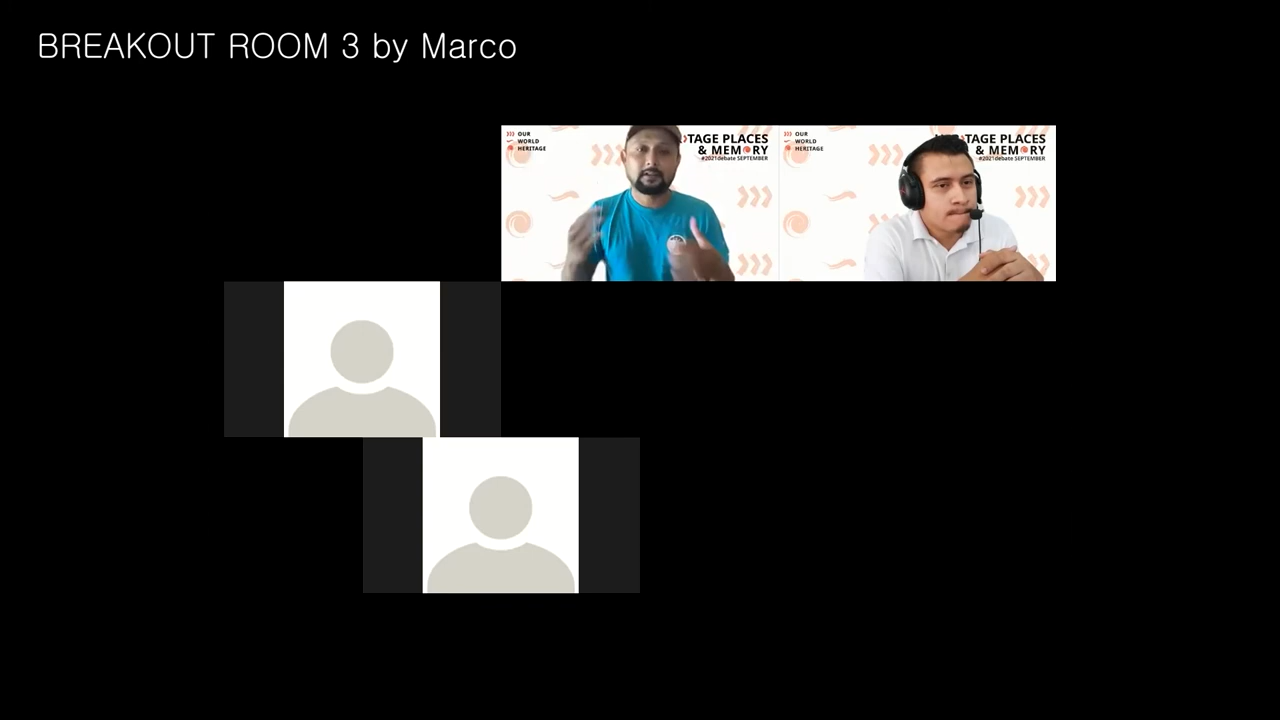 BREAKOUT ROOM 3 by Marco
OUR
WORLD
HERITAGE
TAGE PLACES
& MEMORY
#2021debate SEPTEMBER
OUR
WORLD
HERITAGE
TAGE PLACES
& MEMORY
#2021debate SEPTEMBER